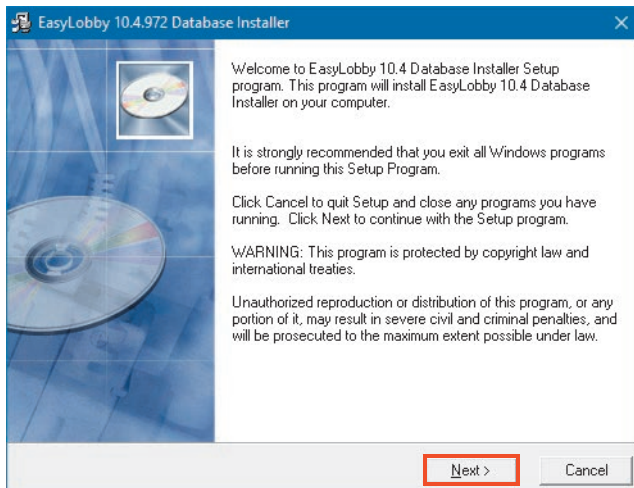 EasyLobby 10.4.972 Database Installer
Welcome to EasyLobby 10.4 Database Installer Setup
program. This program will install EasyLobby 10.4 Database
Installer on your computer.
It is strongly recommended that you exit all Windows programs
before running this Setup Program.
Click Cancel to quit Setup and close any programs you have
running. Click Next to continue with the Setup program.
WARNING: This program is protected by copyright law and
international treaties.
Unauthorized reproduction or distribution of this program, or any
portion of it, may result in severe civil and criminal penalties, and
will be prosecuted to the maximum extent possible under law.
Next > Cancel